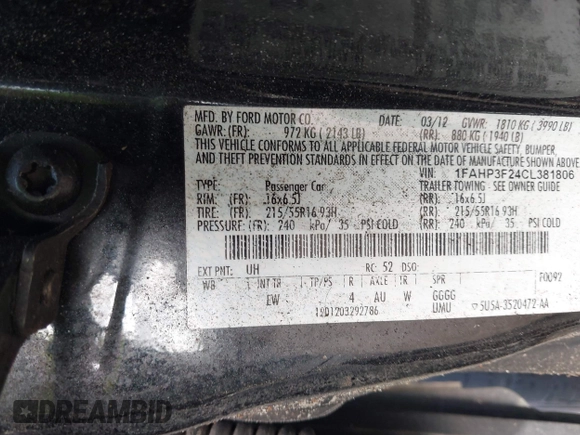 MFD. BY FORD MOTOR CO. DATE: 03/12 GVWR: 1810 KG ( 3990 LB)
GAWR: (FR): 972 KG ( 2143 LB) (RR): 880 KG ( 1940 LB)
THIS VEHICLE CONFORMS TO ALL APPLICABLE FEDERAL MOTOR VEHICLE SAFETY, BUMPER,
AND THEFT PREVENTION STANDARDS IN EFFECT ON THE DATE OF MANUFACTURE SHOWN ABOVE.
VIN: 1FAHP3F24CL381806
TYPE: Passenger Car TRAILER TOWING - SEE OWNER GUIDE
RIM: (FR): 16x6.5J (RR): 16x6.5J
TIRE: (FR): 215/55R16 93H (RR): 215/55R16 93H
PRESSURE: (FR): 240 kPa/ 35 PSI COLD (RR): 240 kPa/ 35 PSI COLD
EXT PNT: UH RC: 52 DSO: F0092
WB INT TR TP/PS R AXLE TR SPR
EW 4 AU W GGGG
UMU 5U5A-3520472-AA
DREAMBID